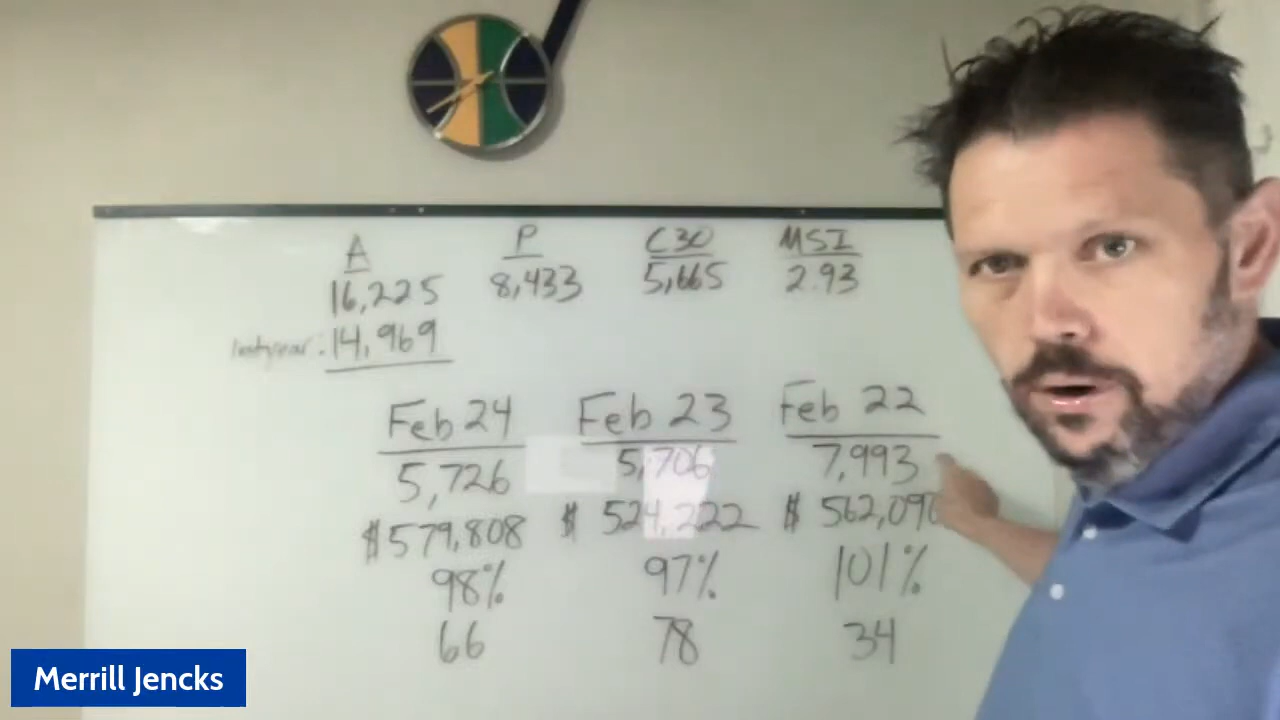 A P C30 MSI
16,225 8,433 5,665 2.93
last year: 14,969
Feb 24 Feb 23 Feb 22
5,726 5,706 7,993
$579,808 $ 524,222 $ 562,090
98% 97% 101%
66 78 34
Merrill Jencks